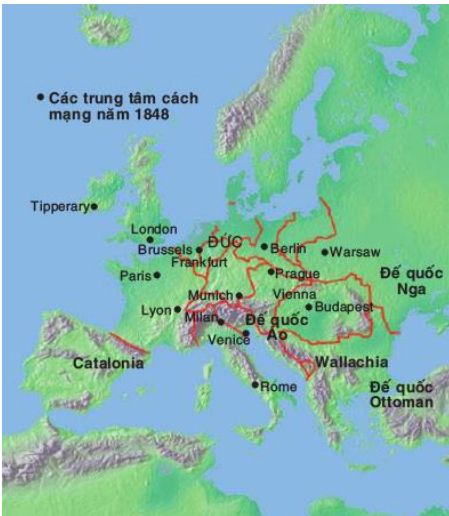 • Các trung tâm cách
mạng năm 1848
Tipperary
London
Brussels
ĐỨC
Berlin
Warsaw
Frankfurt
Paris
Prague
Đế quốc
Nga
Munich
Vienna
Lyon
Milan
Đế quốc
Áo
Budapest
Venice
Catalonia
Wallachia
Rome
Đế quốc
Ottoman